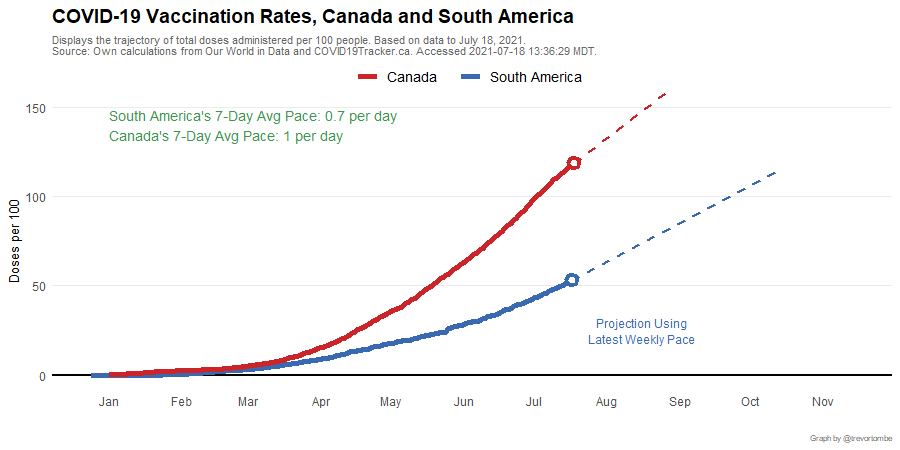 COVID-19 Vaccination Rates, Canada and South America
Displays the trajectory of total doses administered per 100 people. Based on data to July 18, 2021.
Source: Own calculations from Our World in Data and COVID19Tracker.ca. Accessed 2021-07-18 13:36:29 MDT.
Canada
South America
South America's 7-Day Avg Pace: 0.7 per day
Canada's 7-Day Avg Pace: 1 per day
Doses per 100
150
100
50
0
Projection Using
Latest Weekly Pace
Jan Feb Mar Apr May Jun Jul Aug Sep Oct Nov
Graph by @trevortombe